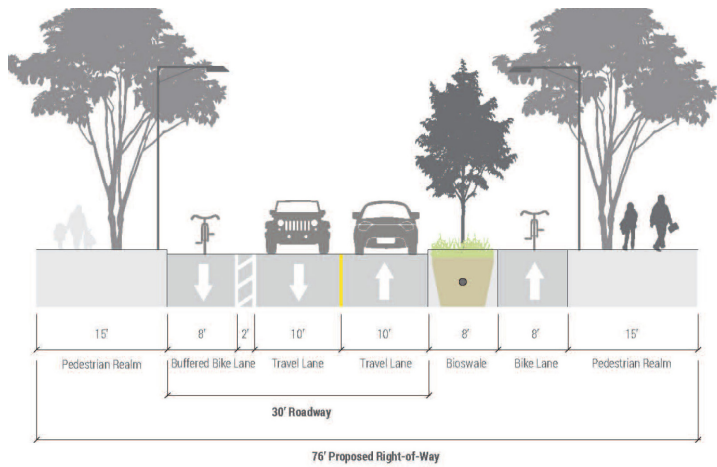 15' 8' 2' 10' 10' 8' 8' 15'
Pedestrian Realm Buffered Bike Lane Travel Lane Travel Lane Bioswale Bike Lane Pedestrian Realm
30' Roadway
76' Proposed Right-of-Way